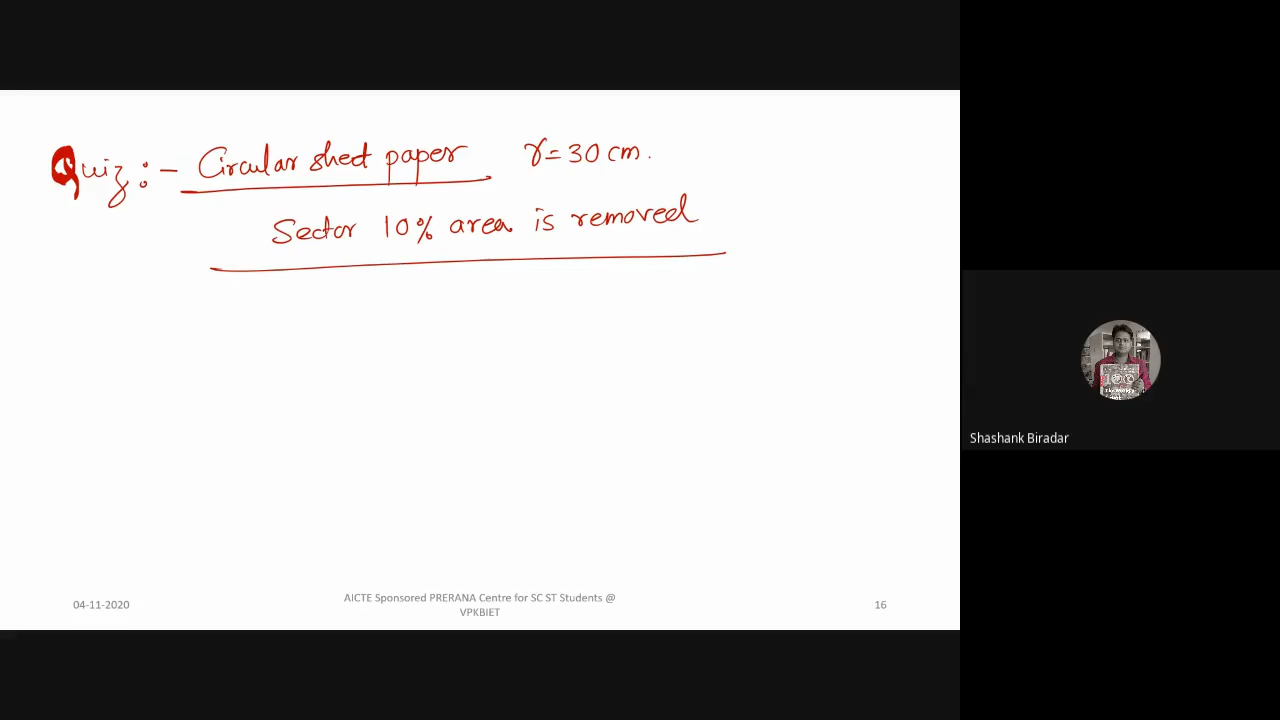 Quiz :- Circular sheet paper r = 30 cm.
Sector 10% area is removed
Shashank Biradar
04-11-2020
AICTE Sponsored PRERANA Centre for SC ST Students @
VPKBIET
16